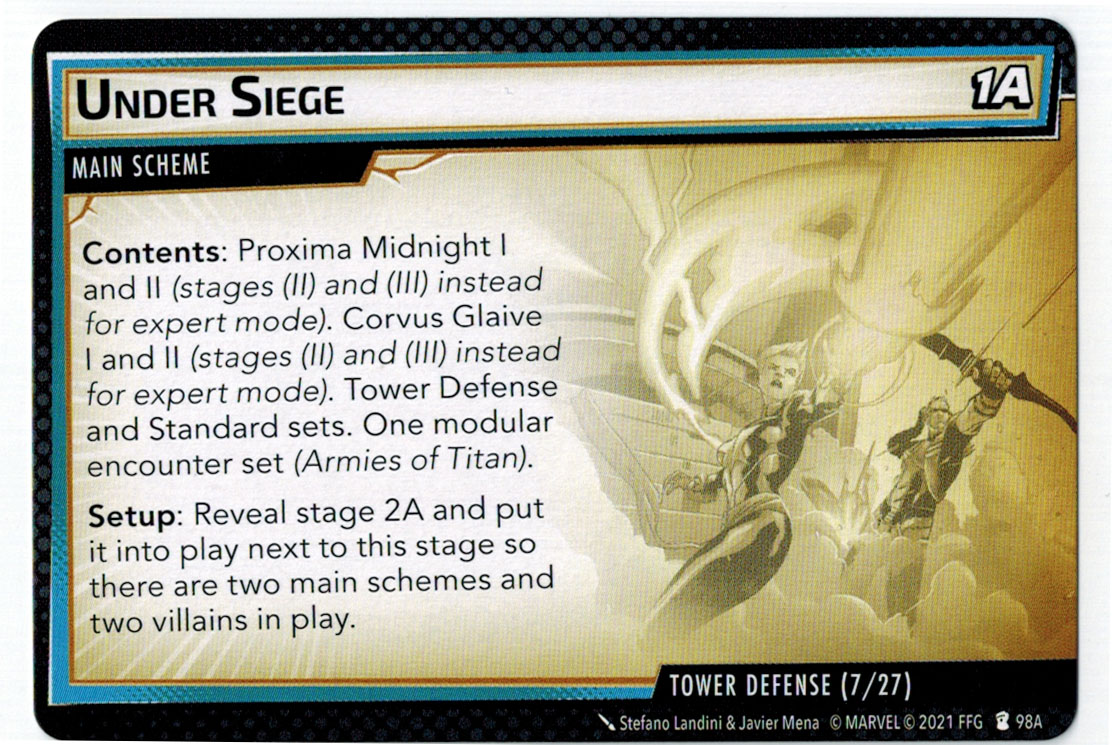 UNDER SIEGE
1A
MAIN SCHEME
Contents: Proxima Midnight I
and II (stages (II) and (III) instead
for expert mode). Corvus Glaive
I and II (stages (II) and (III) instead
for expert mode). Tower Defense
and Standard sets. One modular
encounter set (Armies of Titan).
Setup: Reveal stage 2A and put
it into play next to this stage so
there are two main schemes and
two villains in play.
TOWER DEFENSE (7/27)
Stefano Landini & Javier Mena © MARVEL © 2021 FFG 98A